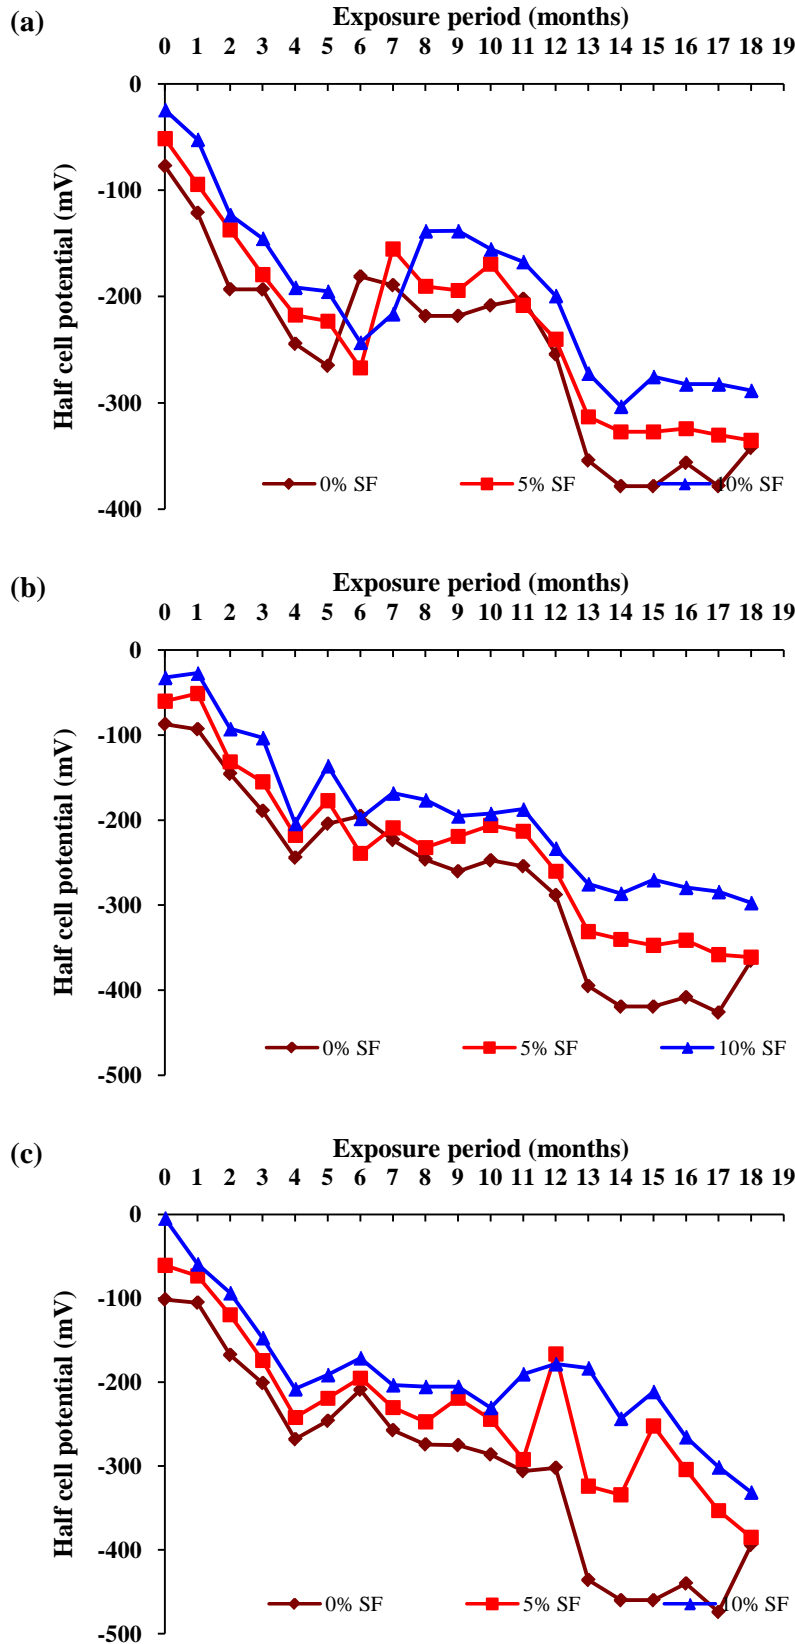 (a)
Exposure period (months)
0 1 2 3 4 5 6 7 8 9 10 11 12 13 14 15 16 17 18 19
0
-100
-200
-300
-400
Half cell potential (mV)
0% SF 5% SF 10% SF
(b)
Exposure period (months)
0 1 2 3 4 5 6 7 8 9 10 11 12 13 14 15 16 17 18 19
0
-100
-200
-300
-400
-500
Half cell potential (mV)
0% SF 5% SF 10% SF
(c)
Exposure period (months)
0 1 2 3 4 5 6 7 8 9 10 11 12 13 14 15 16 17 18 19
0
-100
-200
-300
-400
-500
Half cell potential (mV)
0% SF 5% SF 10% SF